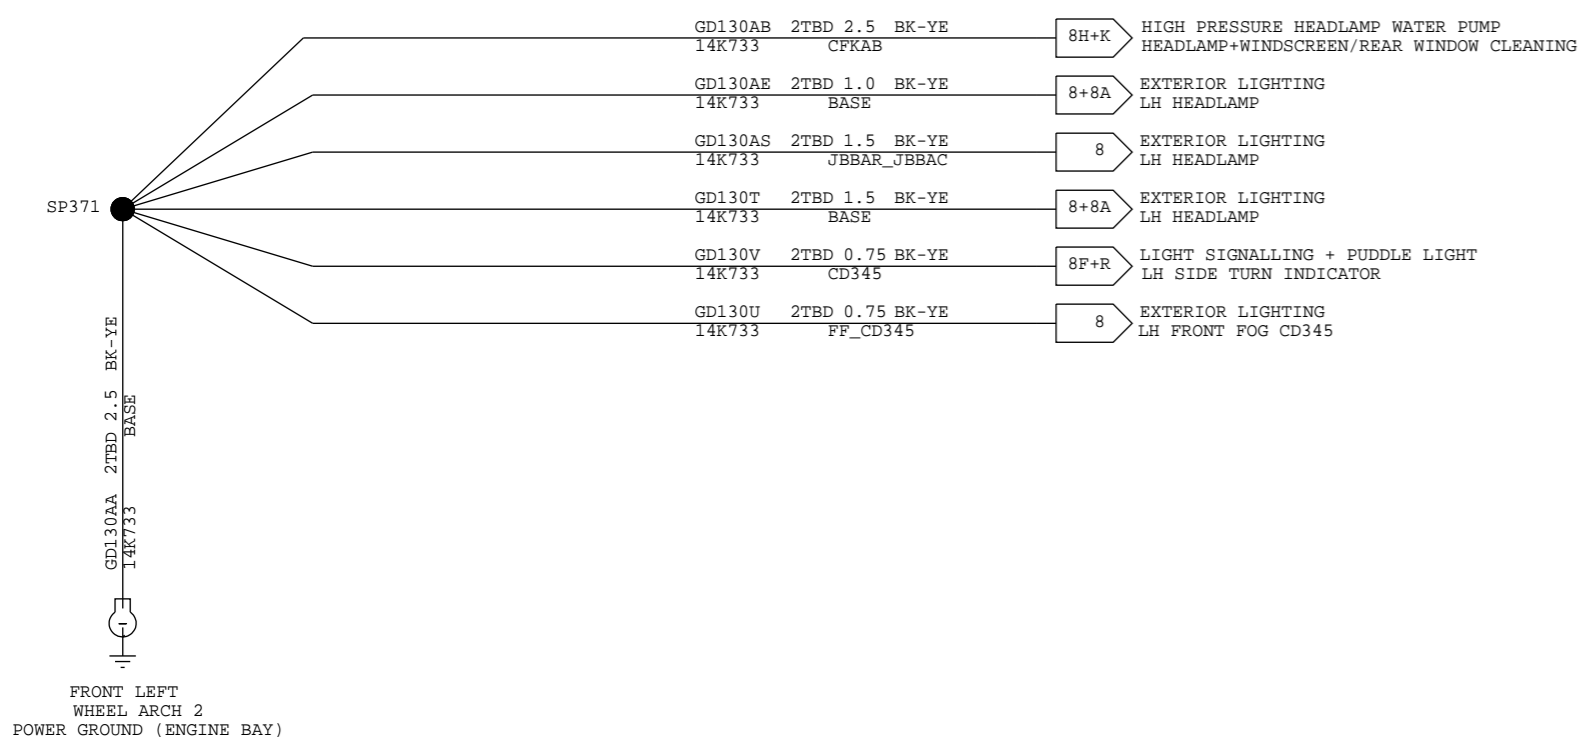 GD130AB 2TBD 2.5 BK-YE
14K733 CFKAB
8H+K
HIGH PRESSURE HEADLAMP WATER PUMP
HEADLAMP+WINDSCREEN/REAR WINDOW CLEANING
GD130AE 2TBD 1.0 BK-YE
14K733 BASE
8+8A
EXTERIOR LIGHTING
LH HEADLAMP
GD130AS 2TBD 1.5 BK-YE
14K733 JBBAR_JBBAC
8
EXTERIOR LIGHTING
LH HEADLAMP
SP371
GD130T 2TBD 1.5 BK-YE
14K733 BASE
8+8A
EXTERIOR LIGHTING
LH HEADLAMP
GD130V 2TBD 0.75 BK-YE
14K733 CD345
8F+R
LIGHT SIGNALLING + PUDDLE LIGHT
LH SIDE TURN INDICATOR
GD130U 2TBD 0.75 BK-YE
14K733 FF_CD345
8
EXTERIOR LIGHTING
LH FRONT FOG CD345
GD130AA 2TBD 2.5 BK-YE
14K733 BASE
FRONT LEFT
WHEEL ARCH 2
POWER GROUND (ENGINE BAY)